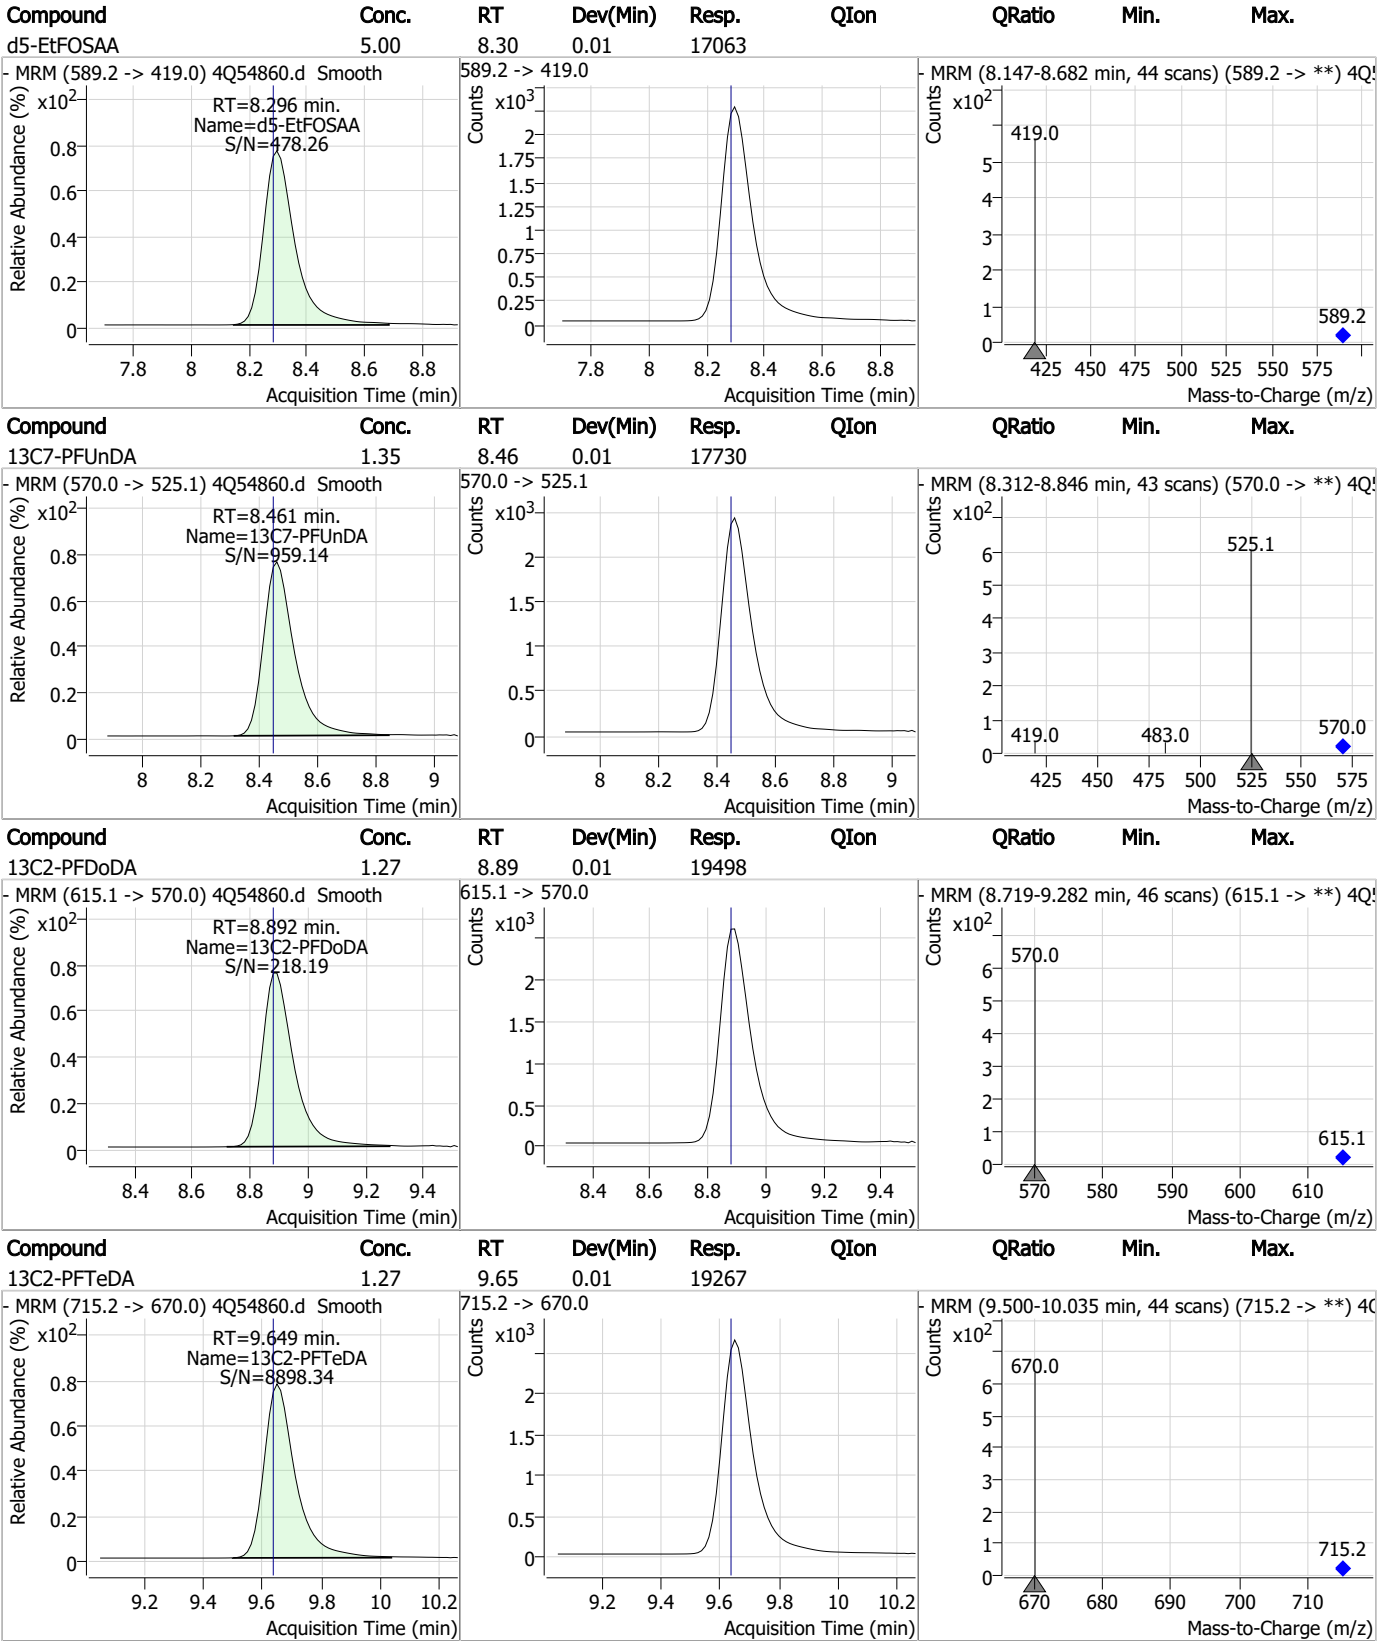 Compound Conc. RT Dev(Min) Resp. QIon QRatio Min. Max.
d5-EtFOSAA 5.00 8.30 0.01 17063
- MRM (589.2 -> 419.0) 4Q54860.d Smooth
x10²
RT=8.296 min.
Name=d5-EtFOSAA
S/N=478.26
Relative Abundance (%)
0.8
0.6
0.4
0.2
0
7.8 8 8.2 8.4 8.6 8.8
Acquisition Time (min)
589.2 -> 419.0
Counts
x10³
2
1.75
1.5
1.25
1
0.75
0.5
0.25
0
7.8 8 8.2 8.4 8.6 8.8
Acquisition Time (min)
- MRM (8.147-8.682 min, 44 scans) (589.2 -> **) 4Q5
Counts
x10²
419.0
5
4
3
2
1
0
589.2
425 450 475 500 525 550 575
Mass-to-Charge (m/z)
Compound Conc. RT Dev(Min) Resp. QIon QRatio Min. Max.
13C7-PFUnDA 1.35 8.46 0.01 17730
- MRM (570.0 -> 525.1) 4Q54860.d Smooth
x10²
RT=8.461 min.
Name=13C7-PFUnDA
S/N=959.14
Relative Abundance (%)
0.8
0.6
0.4
0.2
0
8 8.2 8.4 8.6 8.8 9
Acquisition Time (min)
570.0 -> 525.1
Counts
x10³
2
1.5
1
0.5
0
8 8.2 8.4 8.6 8.8 9
Acquisition Time (min)
- MRM (8.312-8.846 min, 43 scans) (570.0 -> **) 4Q5
Counts
x10²
525.1
6
5
4
3
2
1
0
419.0 483.0 570.0
425 450 475 500 525 550 575
Mass-to-Charge (m/z)
Compound Conc. RT Dev(Min) Resp. QIon QRatio Min. Max.
13C2-PFDoDA 1.27 8.89 0.01 19498
- MRM (615.1 -> 570.0) 4Q54860.d Smooth
x10²
RT=8.892 min.
Name=13C2-PFDoDA
S/N=218.19
Relative Abundance (%)
0.8
0.6
0.4
0.2
0
8.4 8.6 8.8 9 9.2 9.4
Acquisition Time (min)
615.1 -> 570.0
Counts
x10³
2
1.5
1
0.5
0
8.4 8.6 8.8 9 9.2 9.4
Acquisition Time (min)
- MRM (8.719-9.282 min, 46 scans) (615.1 -> **) 4Q5
Counts
x10²
570.0
6
5
4
3
2
1
0
615.1
570 580 590 600 610
Mass-to-Charge (m/z)
Compound Conc. RT Dev(Min) Resp. QIon QRatio Min. Max.
13C2-PFTeDA 1.27 9.65 0.01 19267
- MRM (715.2 -> 670.0) 4Q54860.d Smooth
x10²
RT=9.649 min.
Name=13C2-PFTeDA
S/N=8898.34
Relative Abundance (%)
0.8
0.6
0.4
0.2
0
9.2 9.4 9.6 9.8 10 10.2
Acquisition Time (min)
715.2 -> 670.0
Counts
x10³
2
1.5
1
0.5
0
9.2 9.4 9.6 9.8 10 10.2
Acquisition Time (min)
- MRM (9.500-10.035 min, 44 scans) (715.2 -> **) 4Q
Counts
x10²
670.0
6
5
4
3
2
1
0
715.2
670 680 690 700 710
Mass-to-Charge (m/z)